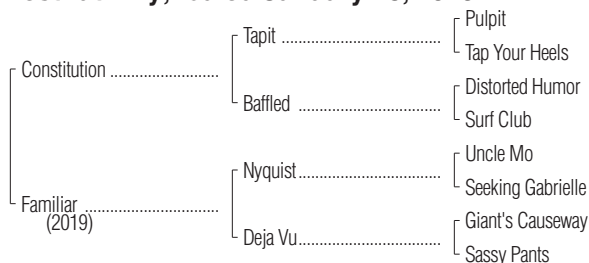 Pulpit
Tapit
Tap Your Heels
Constitution
Distorted Humor
Baffled
Surf Club
Uncle Mo
Nyquist
Seeking Gabrielle
Familiar
(2019)
Giant's Causeway
Deja Vu
Sassy Pants